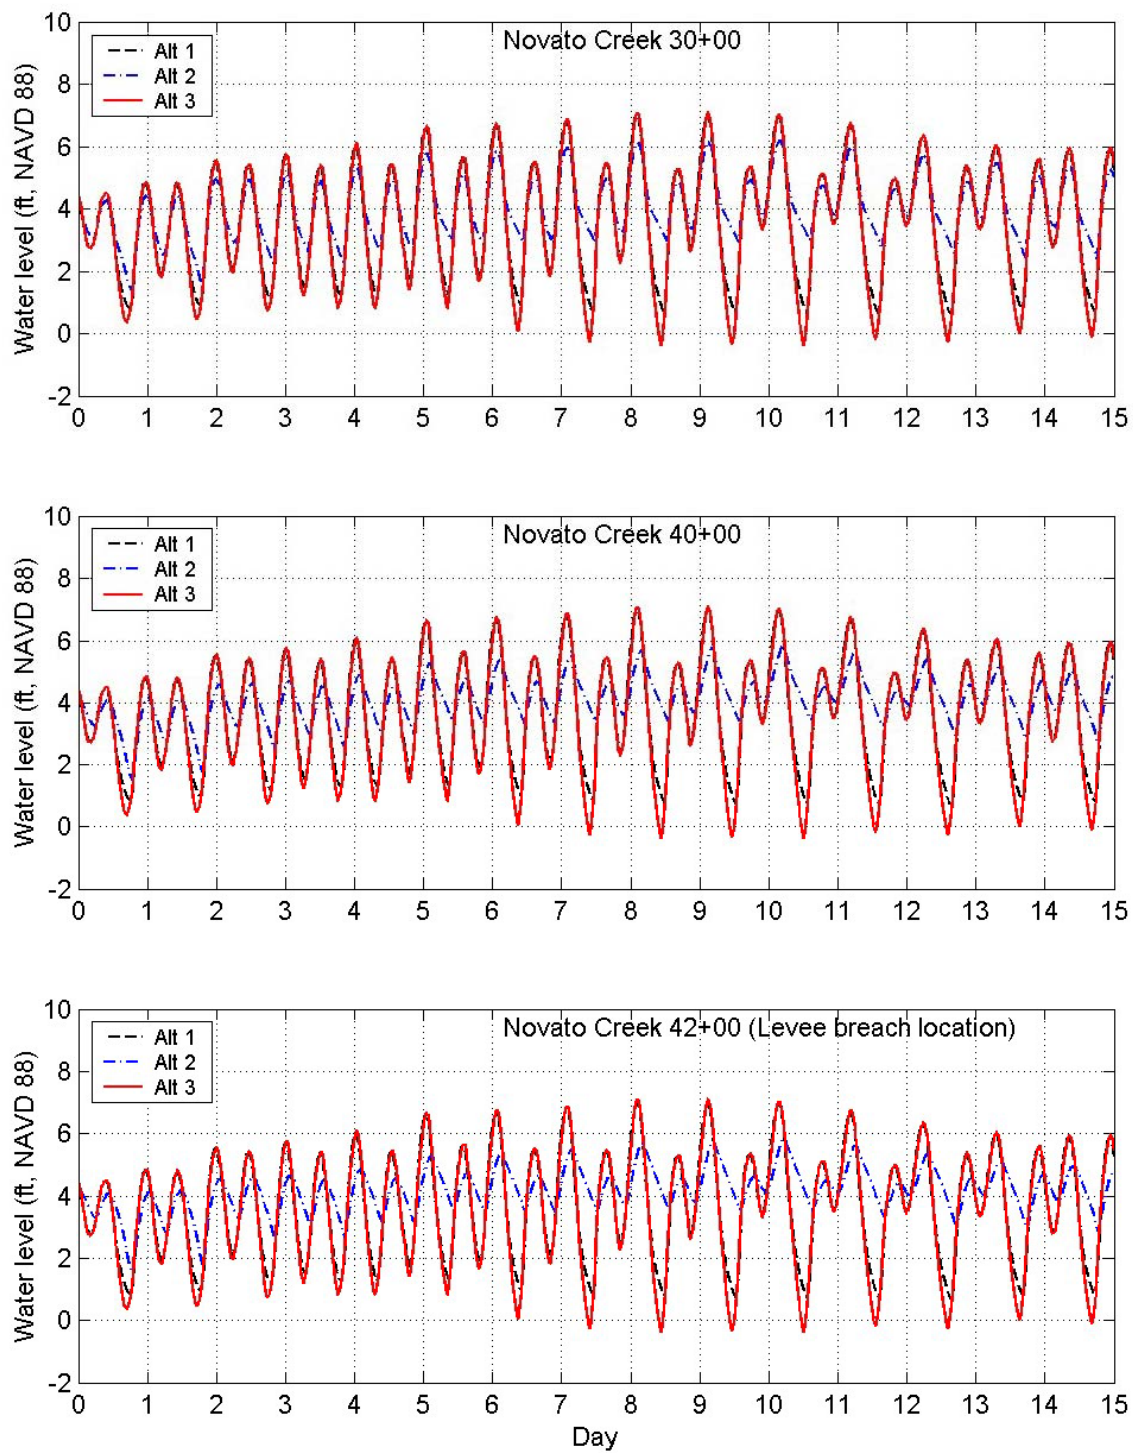 Novato Creek 30+00
Alt 1
Alt 2
Alt 3
Water level (ft, NAVD 88)
10
8
6
4
2
0
-2
0 1 2 3 4 5 6 7 8 9 10 11 12 13 14 15
Novato Creek 40+00
Alt 1
Alt 2
Alt 3
Water level (ft, NAVD 88)
10
8
6
4
2
0
-2
0 1 2 3 4 5 6 7 8 9 10 11 12 13 14 15
Novato Creek 42+00 (Levee breach location)
Alt 1
Alt 2
Alt 3
Water level (ft, NAVD 88)
10
8
6
4
2
0
-2
0 1 2 3 4 5 6 7 8 9 10 11 12 13 14 15
Day